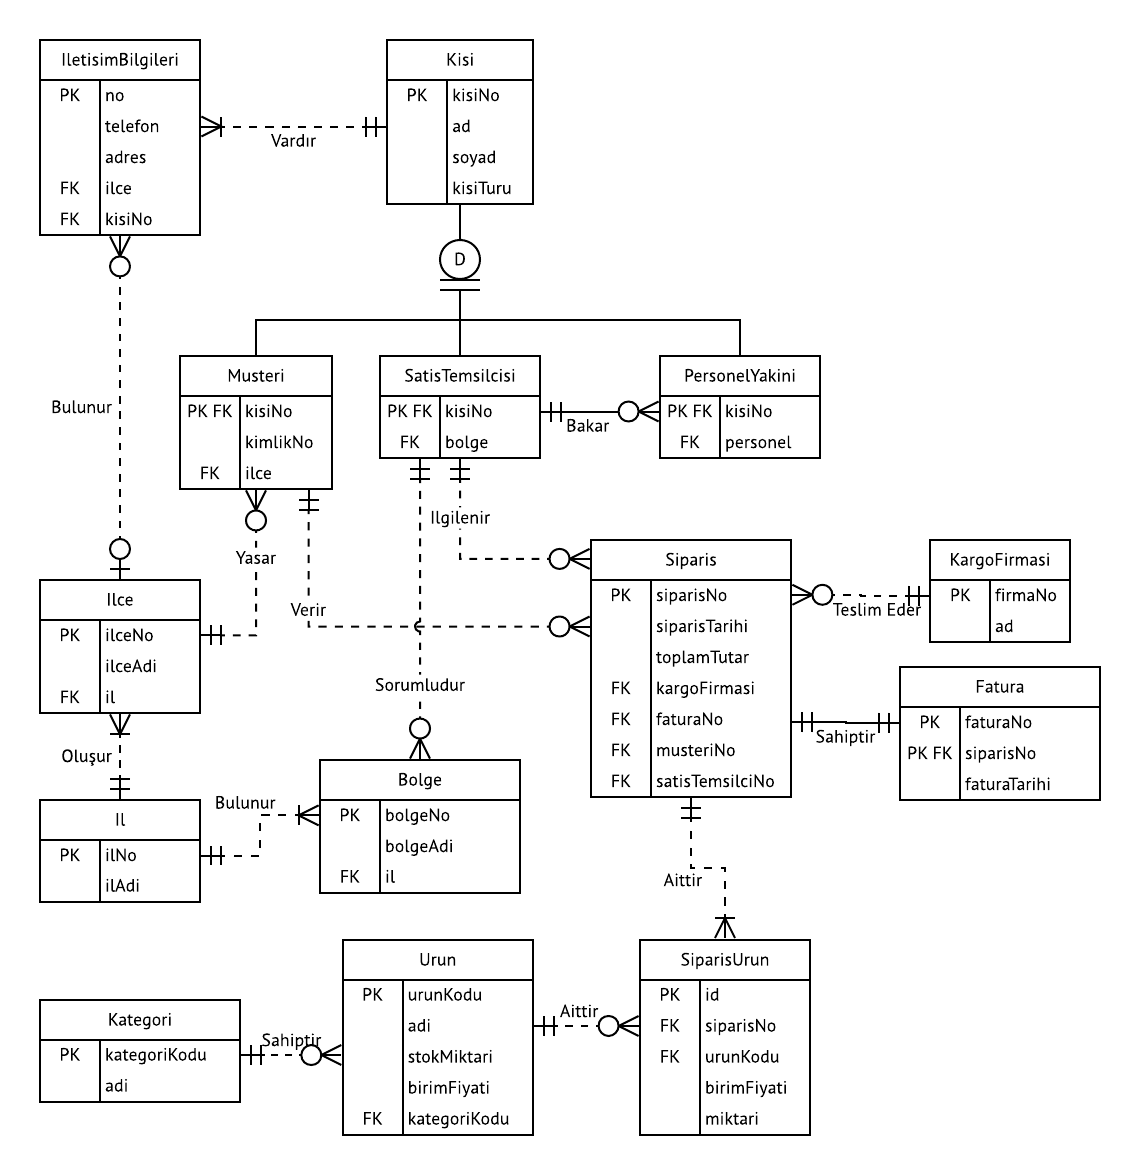 IletisimBilgileri
PK no
telefon
adres
FK ilce
FK kisiNo
Kisi
PK kisiNo
ad
soyad
kisiTuru
Vardır
D
Musteri
PK FK kisiNo
kimlikNo
FK ilce
SatisTemsilcisi
PK FK kisiNo
FK bolge
PersonelYakini
PK FK kisiNo
FK personel
Bakar
Bulunur
Yasar
Ilgilenir
Verir
Sorumludur
Ilce
PK ilceNo
ilceAdi
FK il
Siparis
PK siparisNo
siparisTarihi
toplamTutar
FK kargoFirmasi
FK faturaNo
FK musteriNo
FK satisTemsilciNo
KargoFirmasi
PK firmaNo
ad
Teslim Eder
Fatura
PK faturaNo
PK FK siparisNo
faturaTarihi
Sahiptir
Oluşur
Il
PK ilNo
ilAdi
Bulunur
Bolge
PK bolgeNo
bolgeAdi
FK il
Aittir
Kategori
PK kategoriKodu
adi
Sahiptir
Urun
PK urunKodu
adi
stokMiktari
birimFiyati
FK kategoriKodu
Aittir
SiparisUrun
PK id
FK siparisNo
FK urunKodu
birimFiyati
miktari